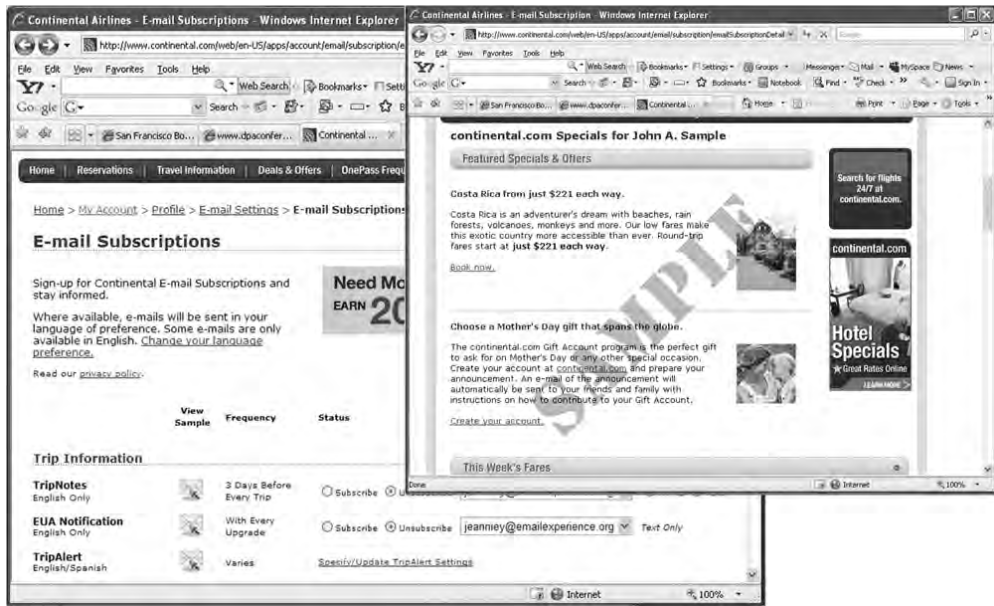 Continental Airlines - E-mail Subscriptions - Windows Internet Explorer
http://www.continental.com/web/en-US/apps/account/email/subscription/e
File Edit View Favorites Tools Help
Y7 Web Search Bookmarks Setti
Google G Search
San Francisco Bo... www.dpaconfer... Continental ...
Home | Reservations | Travel Information | Deals & Offers | OnePass Freq
Home > My Account > Profile > E-mail Settings > E-mail Subscriptions
E-mail Subscriptions
Sign-up for Continental E-mail Subscriptions and
stay informed.
Where available, e-mails will be sent in your
language of preference. Some e-mails are only
available in English. Change your language
preference.
Read our privacy policy.
Need Mo
EARN 20
View
Sample
Frequency
Status
Trip Information
TripNotes
English Only
3 Days Before
Every Trip
Subscribe
EUA Notification
English Only
With Every
Upgrade
Subscribe Unsubscribe jeanniey@emailexperience.org Text Only
TripAlert
English/Spanish
Varies
Specify/Update TripAlert Settings
Internet 100%
Continental Airlines - E-mail Subscription - Windows Internet Explorer
http://www.continental.com/web/en-US/apps/account/email/subscription/emailSubscriptionDetail
Google
File Edit View Favorites Tools Help
Y7 Web Search Bookmarks Settings Groups Messenger Mail MySpace News
Google G Search Bookmarks Notebook Find Check Sign In
San Francisco Bo... www.dpaconfer... Continental ... Home Print Page Tools
continental.com Specials for John A. Sample
Featured Specials & Offers
Costa Rica from just $221 each way.
Costa Rica is an adventurer's dream with beaches, rain
forests, volcanoes, monkeys and more. Our low fares make
this exotic country more accessible than ever. Round-trip
fares start at just $221 each way.
Book now.
Choose a Mother's Day gift that spans the globe.
The continental.com Gift Account program is the perfect gift
to ask for on Mother's Day or any other special occasion.
Create your account at continental.com and prepare your
announcement. An e-mail of the announcement will
automatically be sent to your friends and family with
instructions on how to contribute to your Gift Account.
Create your account.
SAMPLE
This Week's Fares
Search for flights
24/7 at
continental.com.
continental.com
Hotel
Specials
Great Rates Online
LEARN MORE >
Done
Internet 100%